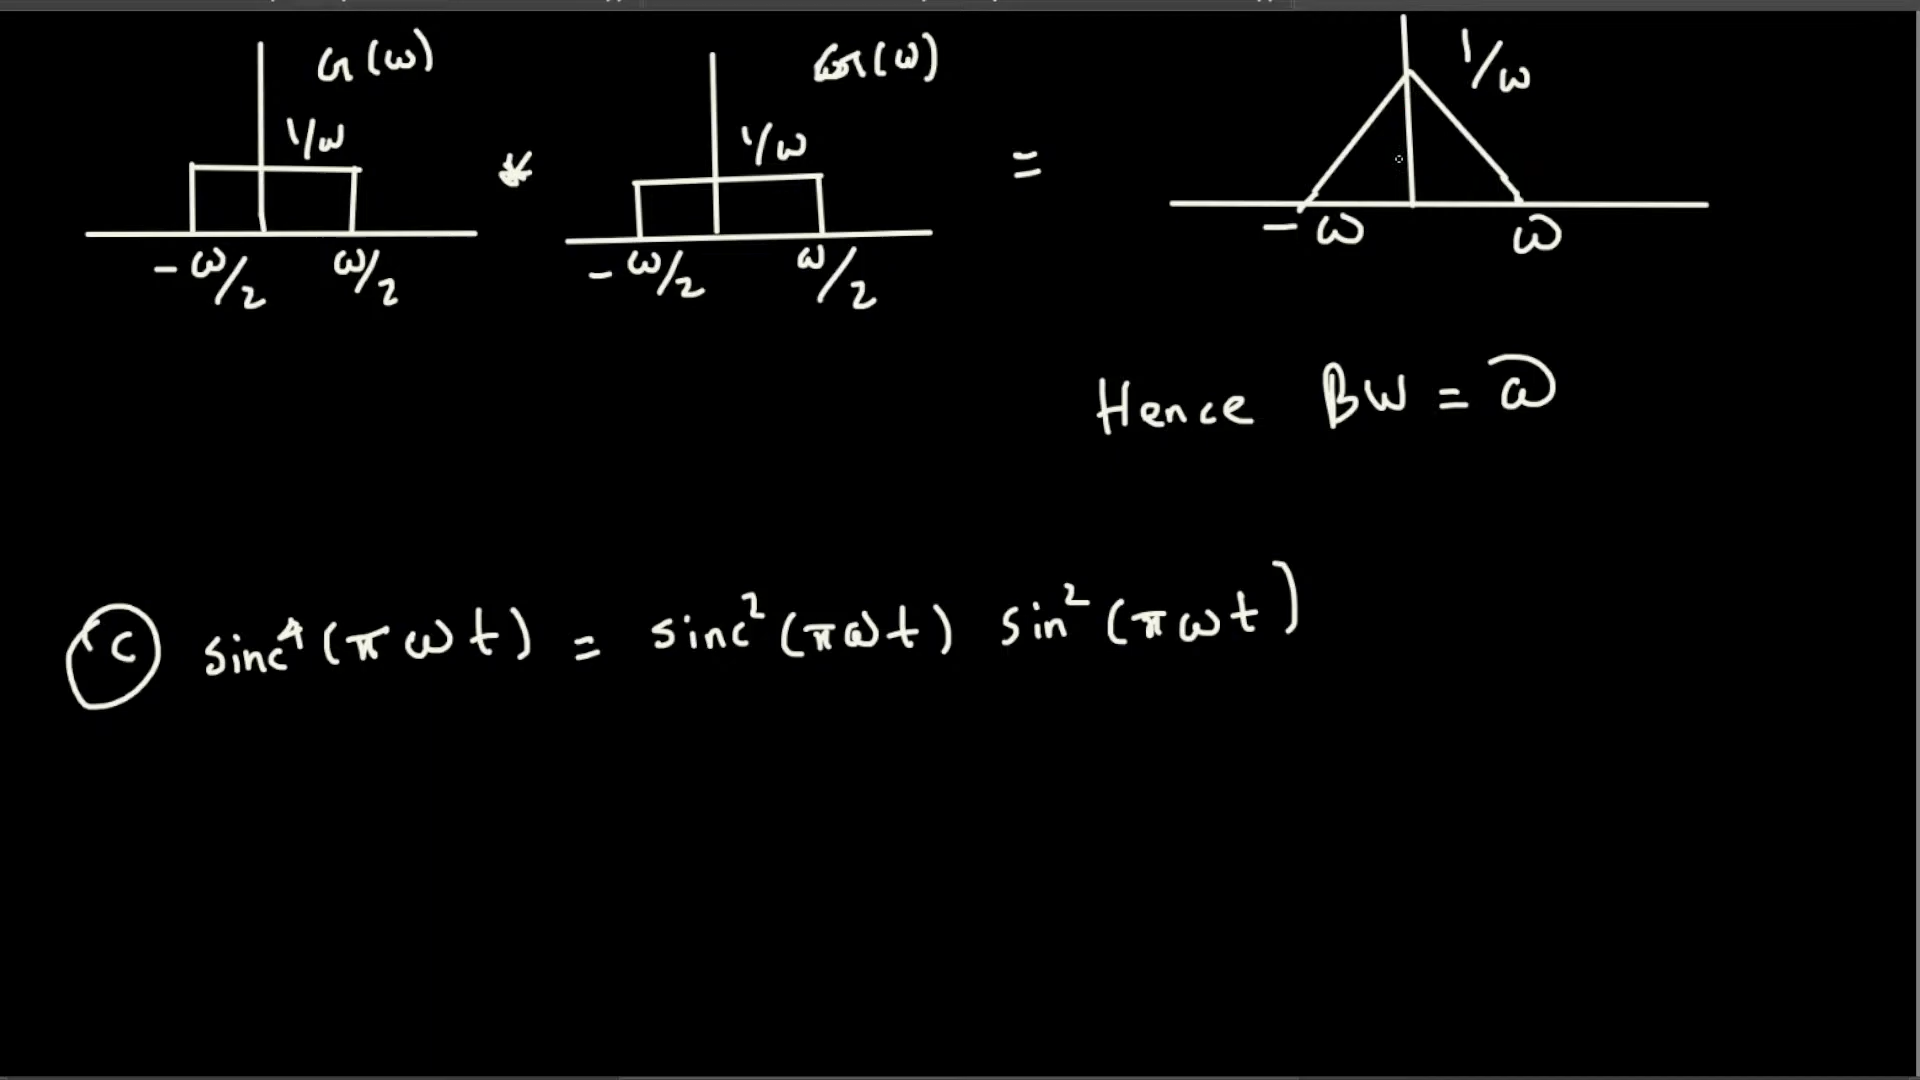 G(ω) G(ω) 1/ω
1/ω * 1/ω =
-ω/2 ω/2 -ω/2 ω/2 -ω ω
Hence BW = ω
(c) sinc⁴(πωt) = sinc²(πωt) sin²(πωt)